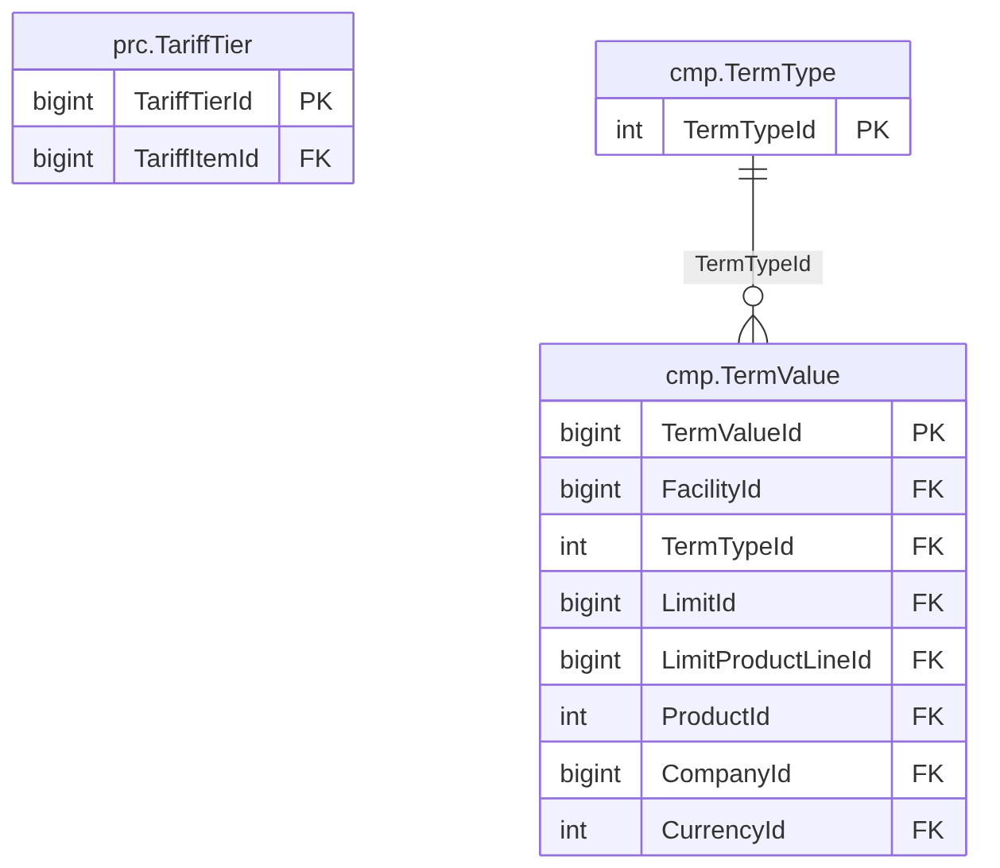 prc.TariffTier
bigint TariffTierId PK
bigint TariffItemId FK
cmp.TermType
int TermTypeId PK
TermTypeId
cmp.TermValue
bigint TermValueId PK
bigint FacilityId FK
int TermTypeId FK
bigint LimitId FK
bigint LimitProductLineId FK
int ProductId FK
bigint CompanyId FK
int CurrencyId FK